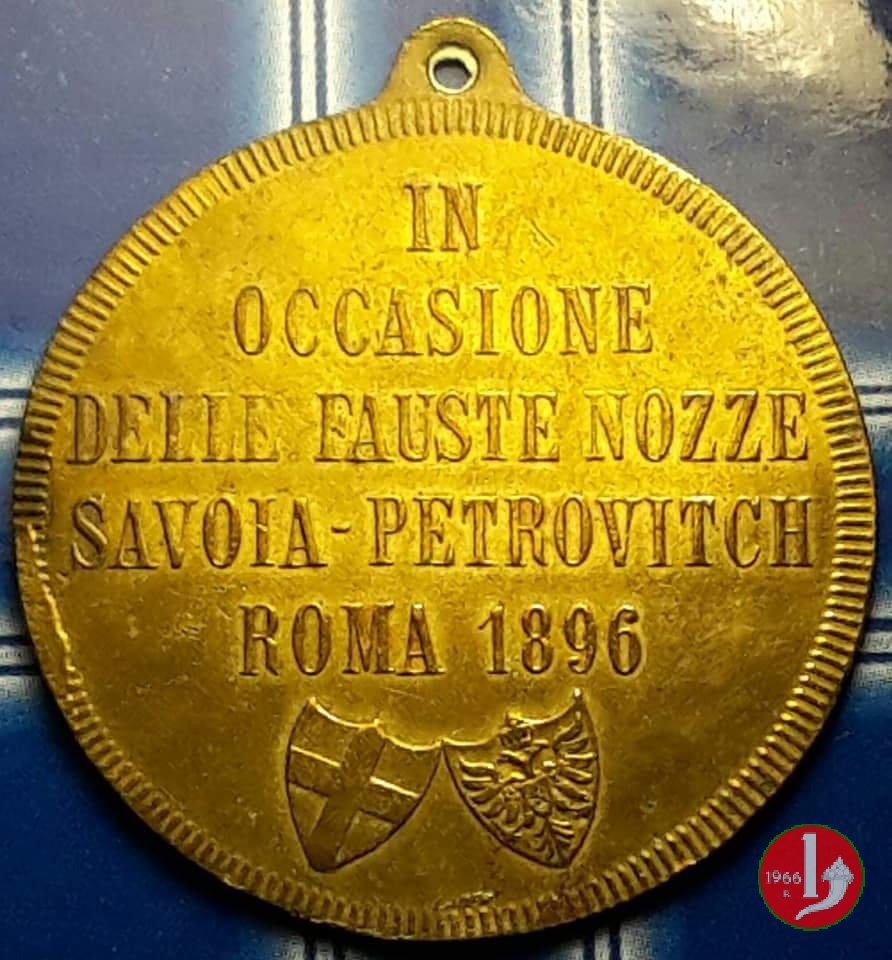 IN
OCCASIONE
DELLE FAUSTE NOZZE
SAVOIA - PETROVITCH
ROMA 1896
1966
R